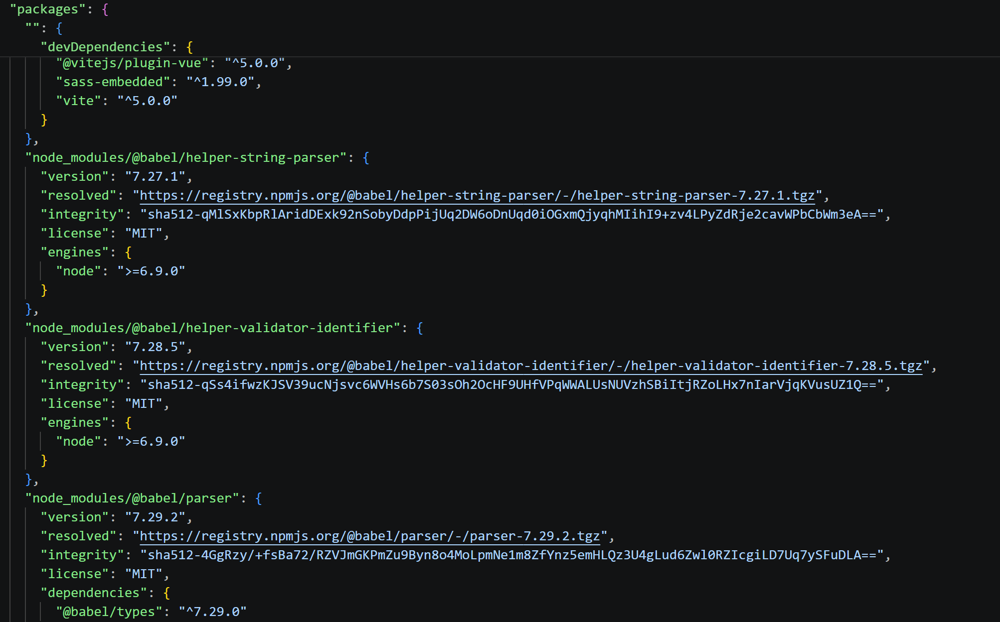 "packages": {
"": {
"devDependencies": {
"@vitejs/plugin-vue": "^5.0.0",
"sass-embedded": "^1.99.0",
"vite": "^5.0.0"
}
},
"node_modules/@babel/helper-string-parser": {
"version": "7.27.1",
"resolved": "https://registry.npmjs.org/@babel/helper-string-parser/-/helper-string-parser-7.27.1.tgz",
"integrity": "sha512-qMlSxKbpRlAridDExk92nSobyDdpPijUq2DW6oDnUqd0iOGxmQjyqhMIihI9+zv4LPyZdRje2cavWPbCbWm3eA==",
"license": "MIT",
"engines": {
"node": ">=6.9.0"
}
},
"node_modules/@babel/helper-validator-identifier": {
"version": "7.28.5",
"resolved": "https://registry.npmjs.org/@babel/helper-validator-identifier/-/helper-validator-identifier-7.28.5.tgz",
"integrity": "sha512-qSs4ifwzKJSV39ucNjsvc6WVHs6b7S03sOh2OcHF9UHfVPqWWALUsNUVzhSBiItjRZoLHx7nIarVjqKVusUZ1Q==",
"license": "MIT",
"engines": {
"node": ">=6.9.0"
}
},
"node_modules/@babel/parser": {
"version": "7.29.2",
"resolved": "https://registry.npmjs.org/@babel/parser/-/parser-7.29.2.tgz",
"integrity": "sha512-4GgRzy/+fsBa72/RZVJmGKPmZu9Byn8o4MoLpmNe1m8ZfYnz5emHLQz3U4gLud6Zwl0RZIcgiLD7Uq7ySFuDLA==",
"license": "MIT",
"dependencies": {
"@babel/types": "^7.29.0"